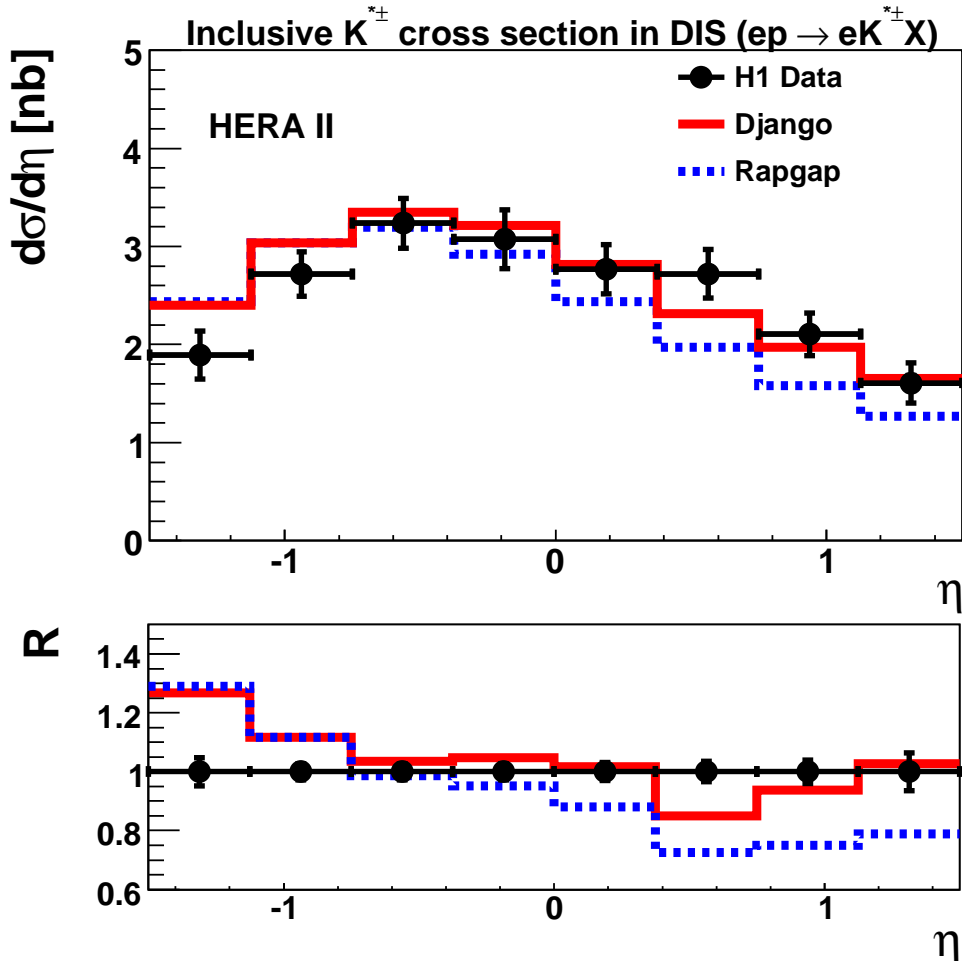 Inclusive K*± cross section in DIS (ep → eK*±X)
dσ/dη [nb]
HERA II
H1 Data
Django
Rapgap
5
4
3
2
1
0
-1 0 1
η
R
1.4
1.2
1
0.8
0.6
-1 0 1
η